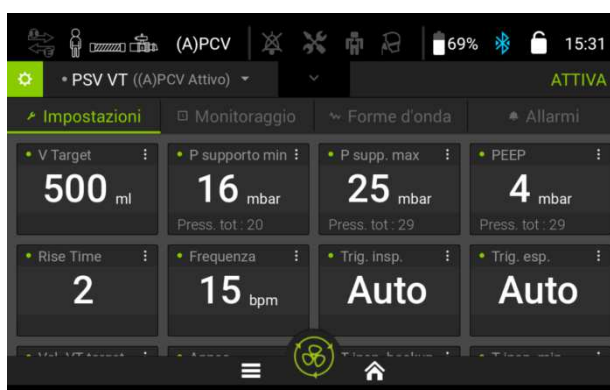 (A)PCV 69% 15:31
• PSV VT ((A)PCV Attivo) ATTIVA
Impostazioni Monitoraggio Forme d'onda Allarmi
• V Target • P supporto min • P supp. max • PEEP
500 ml 16 mbar 25 mbar 4 mbar
Press. tot : 20 Press. tot : 29 Press. tot : 29
• Rise Time • Frequenza • Trig. insp. • Trig. esp.
2 15 bpm Auto Auto